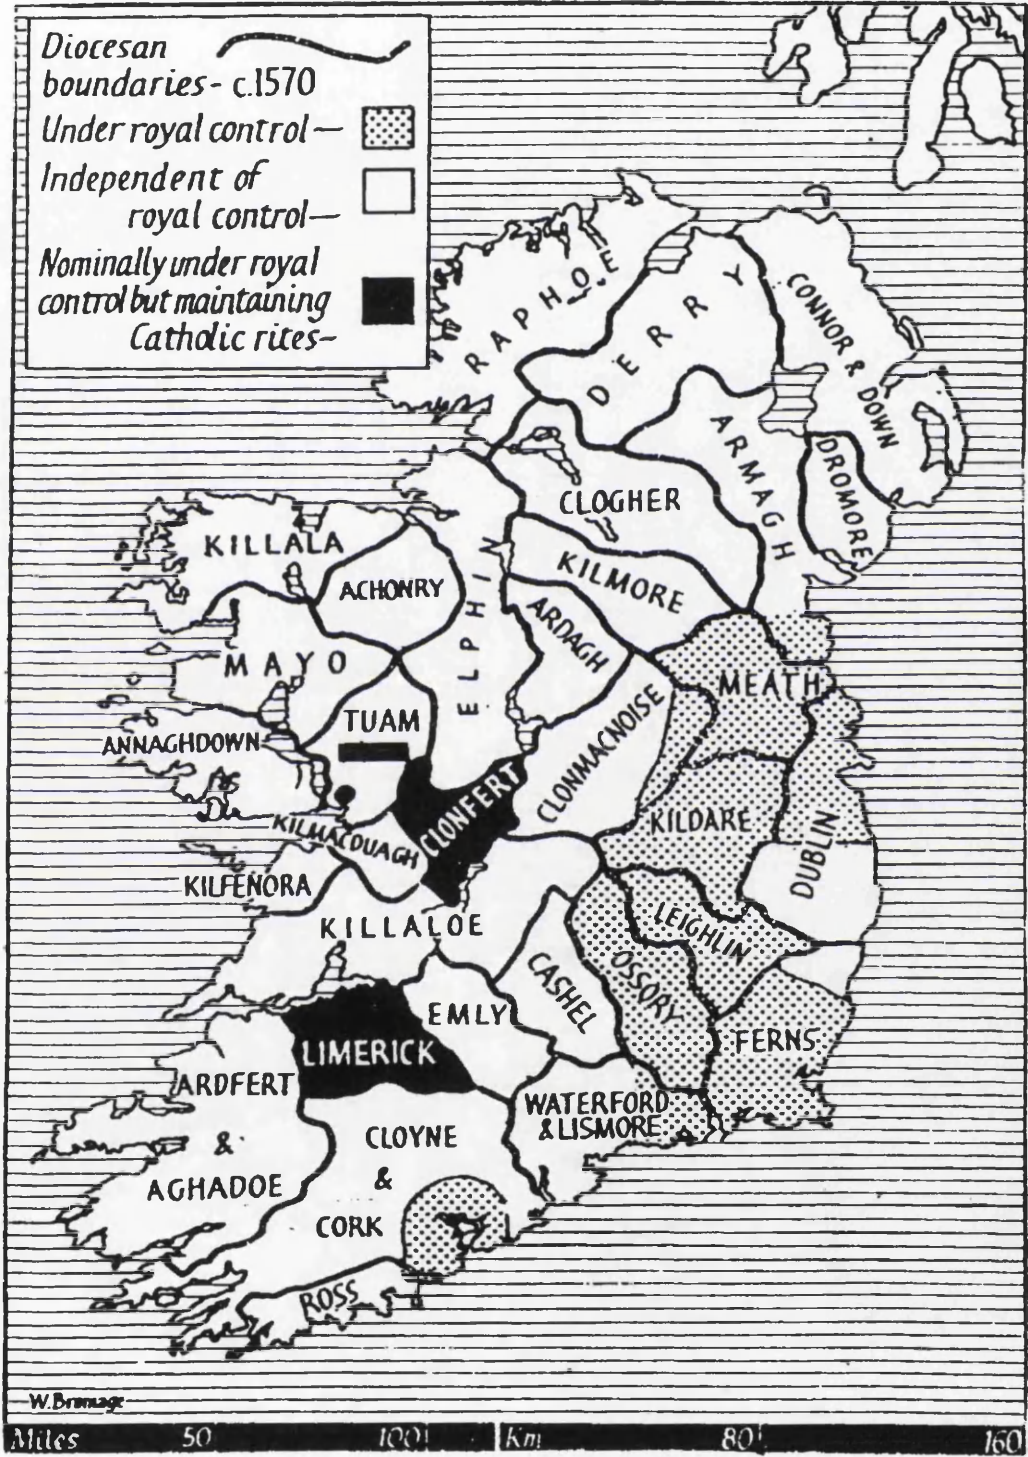 Diocesan
boundaries - c.1570
Under royal control —
Independent of
royal control —
Nominally under royal
control but maintaining
Catholic rites -
RAPHOE
DERRY
CONNOR & DOWN
ARMAGH
DROMORE
CLOGHER
KILLALA
ACHONRY
ELPHIN
KILMORE
ARDAGH
MAYO
MEATH
TUAM
ANNAGHDOWN
CLONMACNOISE
CLONFERT
KILDARE
DUBLIN
KILMACDUAGH
KILFENORA
KILLALOE
LEIGHLIN
OSSORY
CASHEL
EMLY
FERNS
LIMERICK
ARDFERT
&
AGHADOE
WATERFORD
& LISMORE
CLOYNE
&
CORK
ROSS
W. Bromage
Miles 50 100 Km 80 160